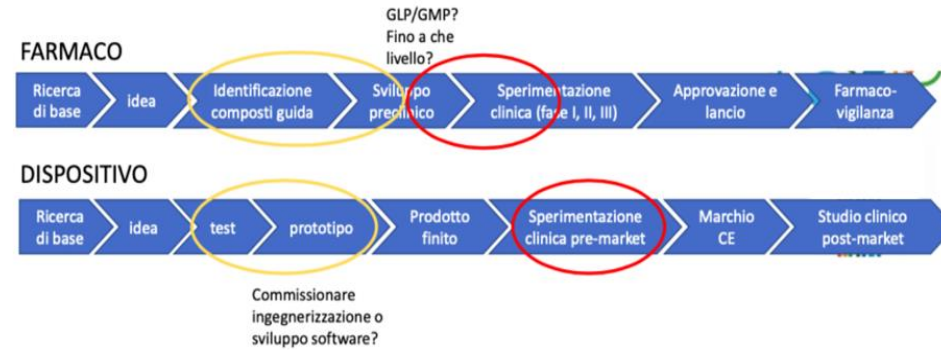 GLP/GMP?
Fino a che
livello?
FARMACO
Ricerca
di base
idea
Identificazione
composti guida
Sviluppo
preclinico
Sperimentazione
clinica (fase I, II, III)
Approvazione e
lancio
Farmaco-
vigilanza
DISPOSITIVO
Ricerca
di base
idea
test
prototipo
Prodotto
finito
Sperimentazione
clinica pre-market
Marchio
CE
Studio clinico
post-market
Commissionare
ingegnerizzazione o
sviluppo software?